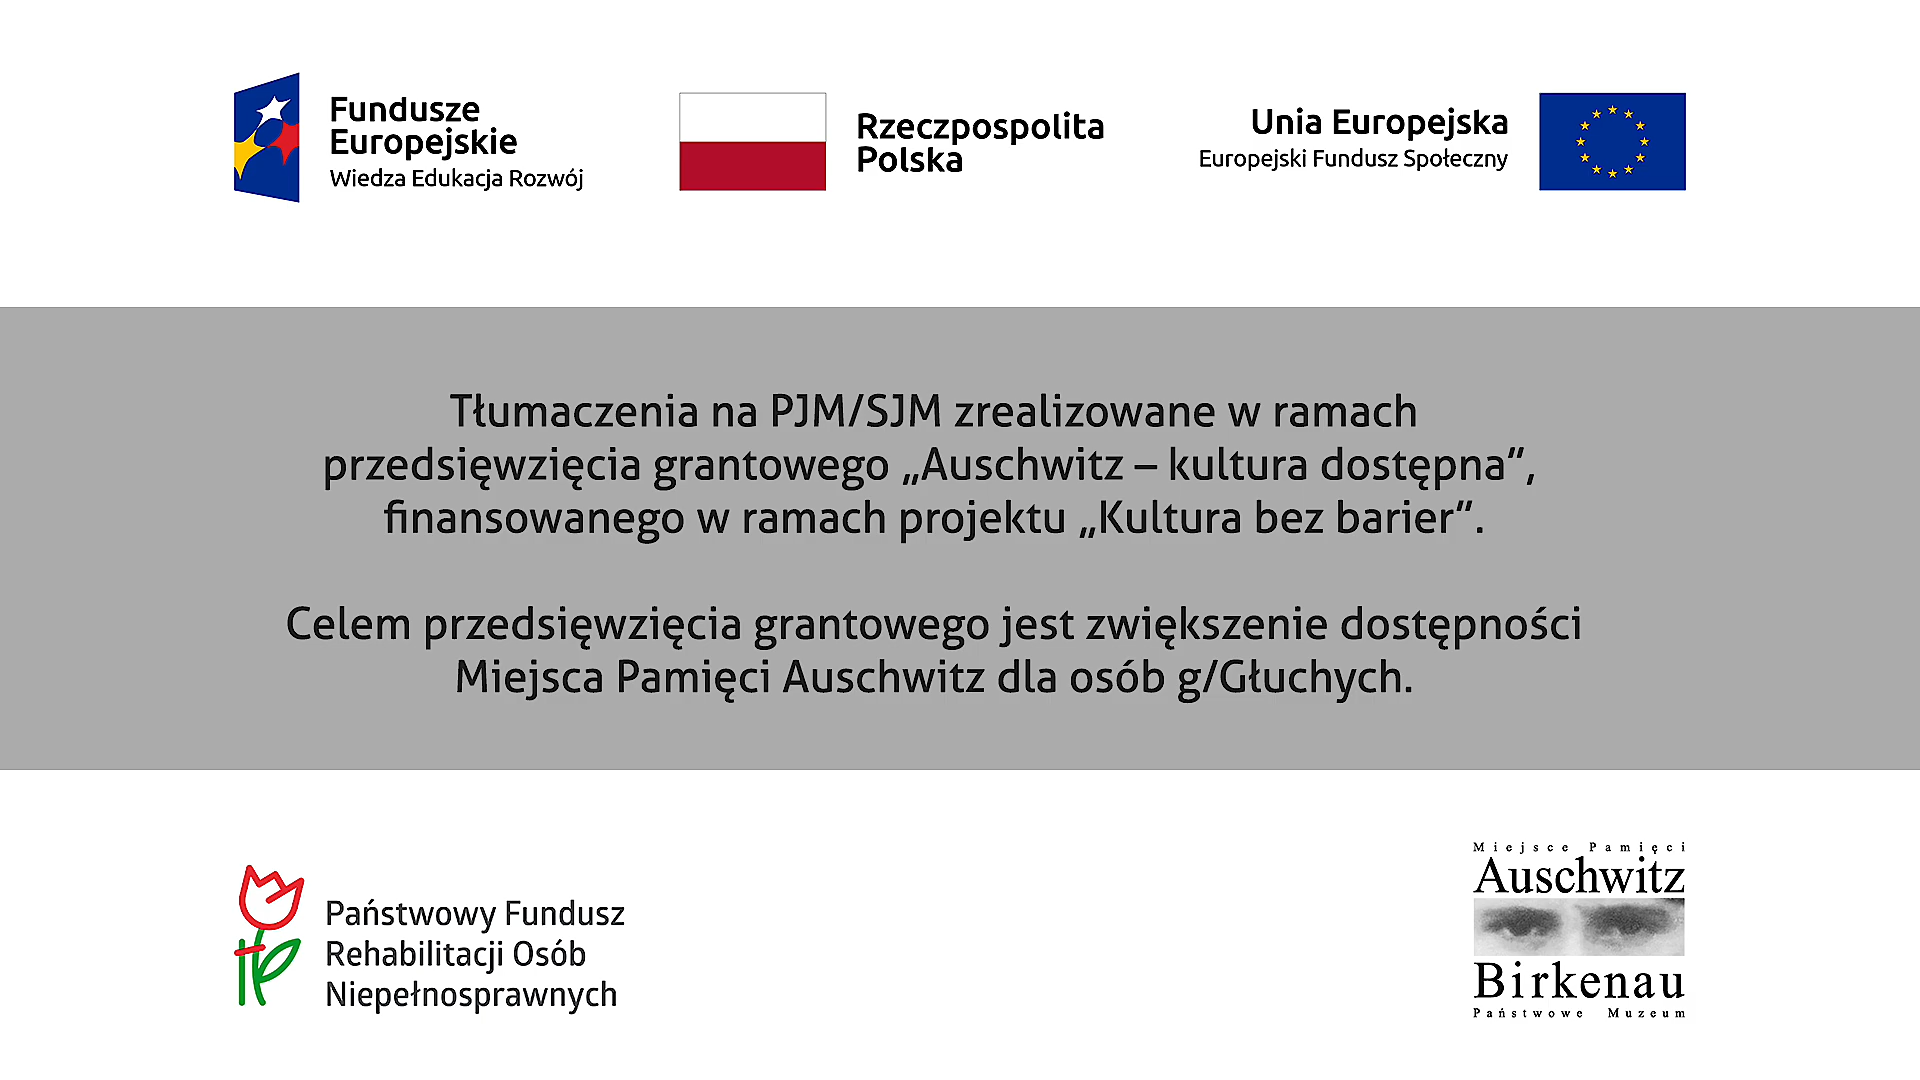 Fundusze
Europejskie
Wiedza Edukacja Rozwój
Rzeczpospolita
Polska
Unia Europejska
Europejski Fundusz Społeczny
Tłumaczenia na PJM/SJM zrealizowane w ramach
przedsięwzięcia grantowego „Auschwitz – kultura dostępna”,
finansowanego w ramach projektu „Kultura bez barier”.
Celem przedsięwzięcia grantowego jest zwiększenie dostępności
Miejsca Pamięci Auschwitz dla osób g/Głuchych.
Państwowy Fundusz
Rehabilitacji Osób
Niepełnosprawnych
Miejsce Pamięci
Auschwitz
Birkenau
Państwowe Muzeum